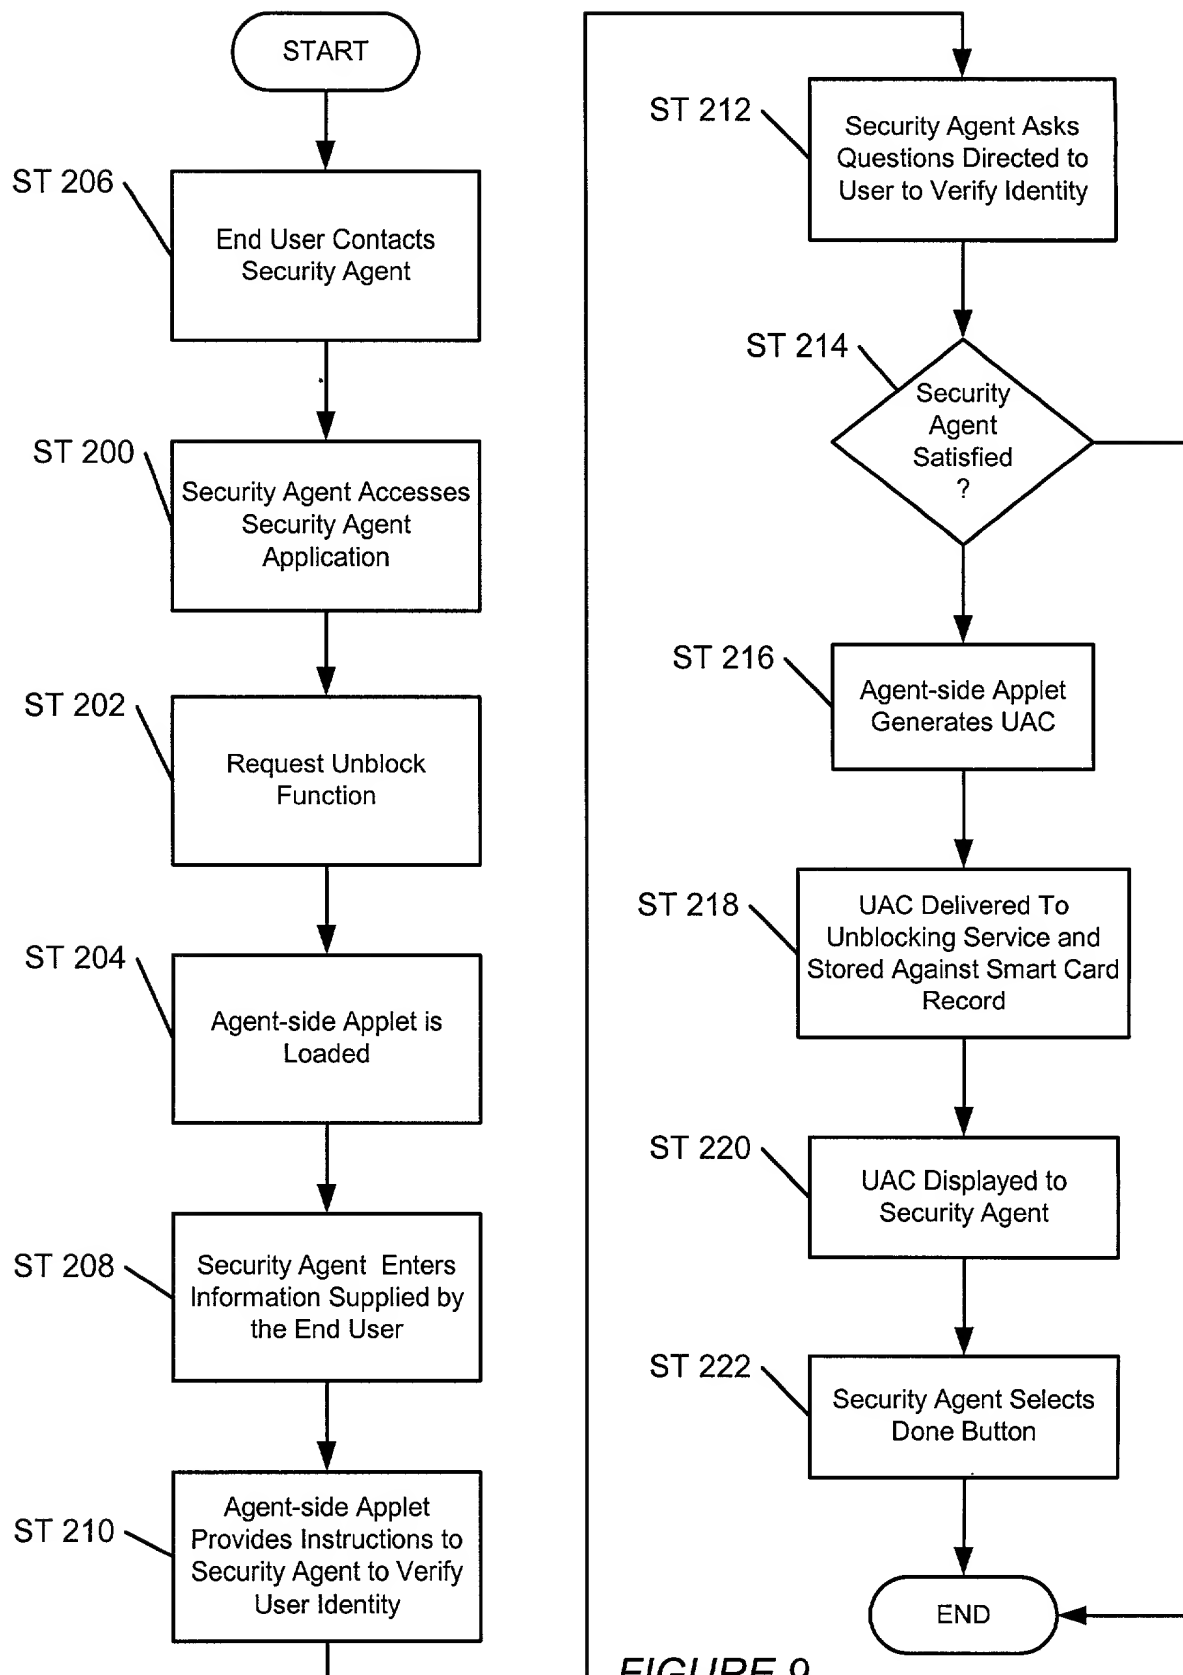 START
ST 206
End User Contacts
Security Agent
ST 200
Security Agent Accesses
Security Agent
Application
ST 202
Request Unblock
Function
ST 204
Agent-side Applet is
Loaded
ST 208
Security Agent Enters
Information Supplied by
the End User
ST 210
Agent-side Applet
Provides Instructions to
Security Agent to Verify
User Identity
ST 212
Security Agent Asks
Questions Directed to
User to Verify Identity
ST 214
Security
Agent
Satisfied
?
ST 216
Agent-side Applet
Generates UAC
ST 218
UAC Delivered To
Unblocking Service and
Stored Against Smart Card
Record
ST 220
UAC Displayed to
Security Agent
ST 222
Security Agent Selects
Done Button
END
FIGURE 9